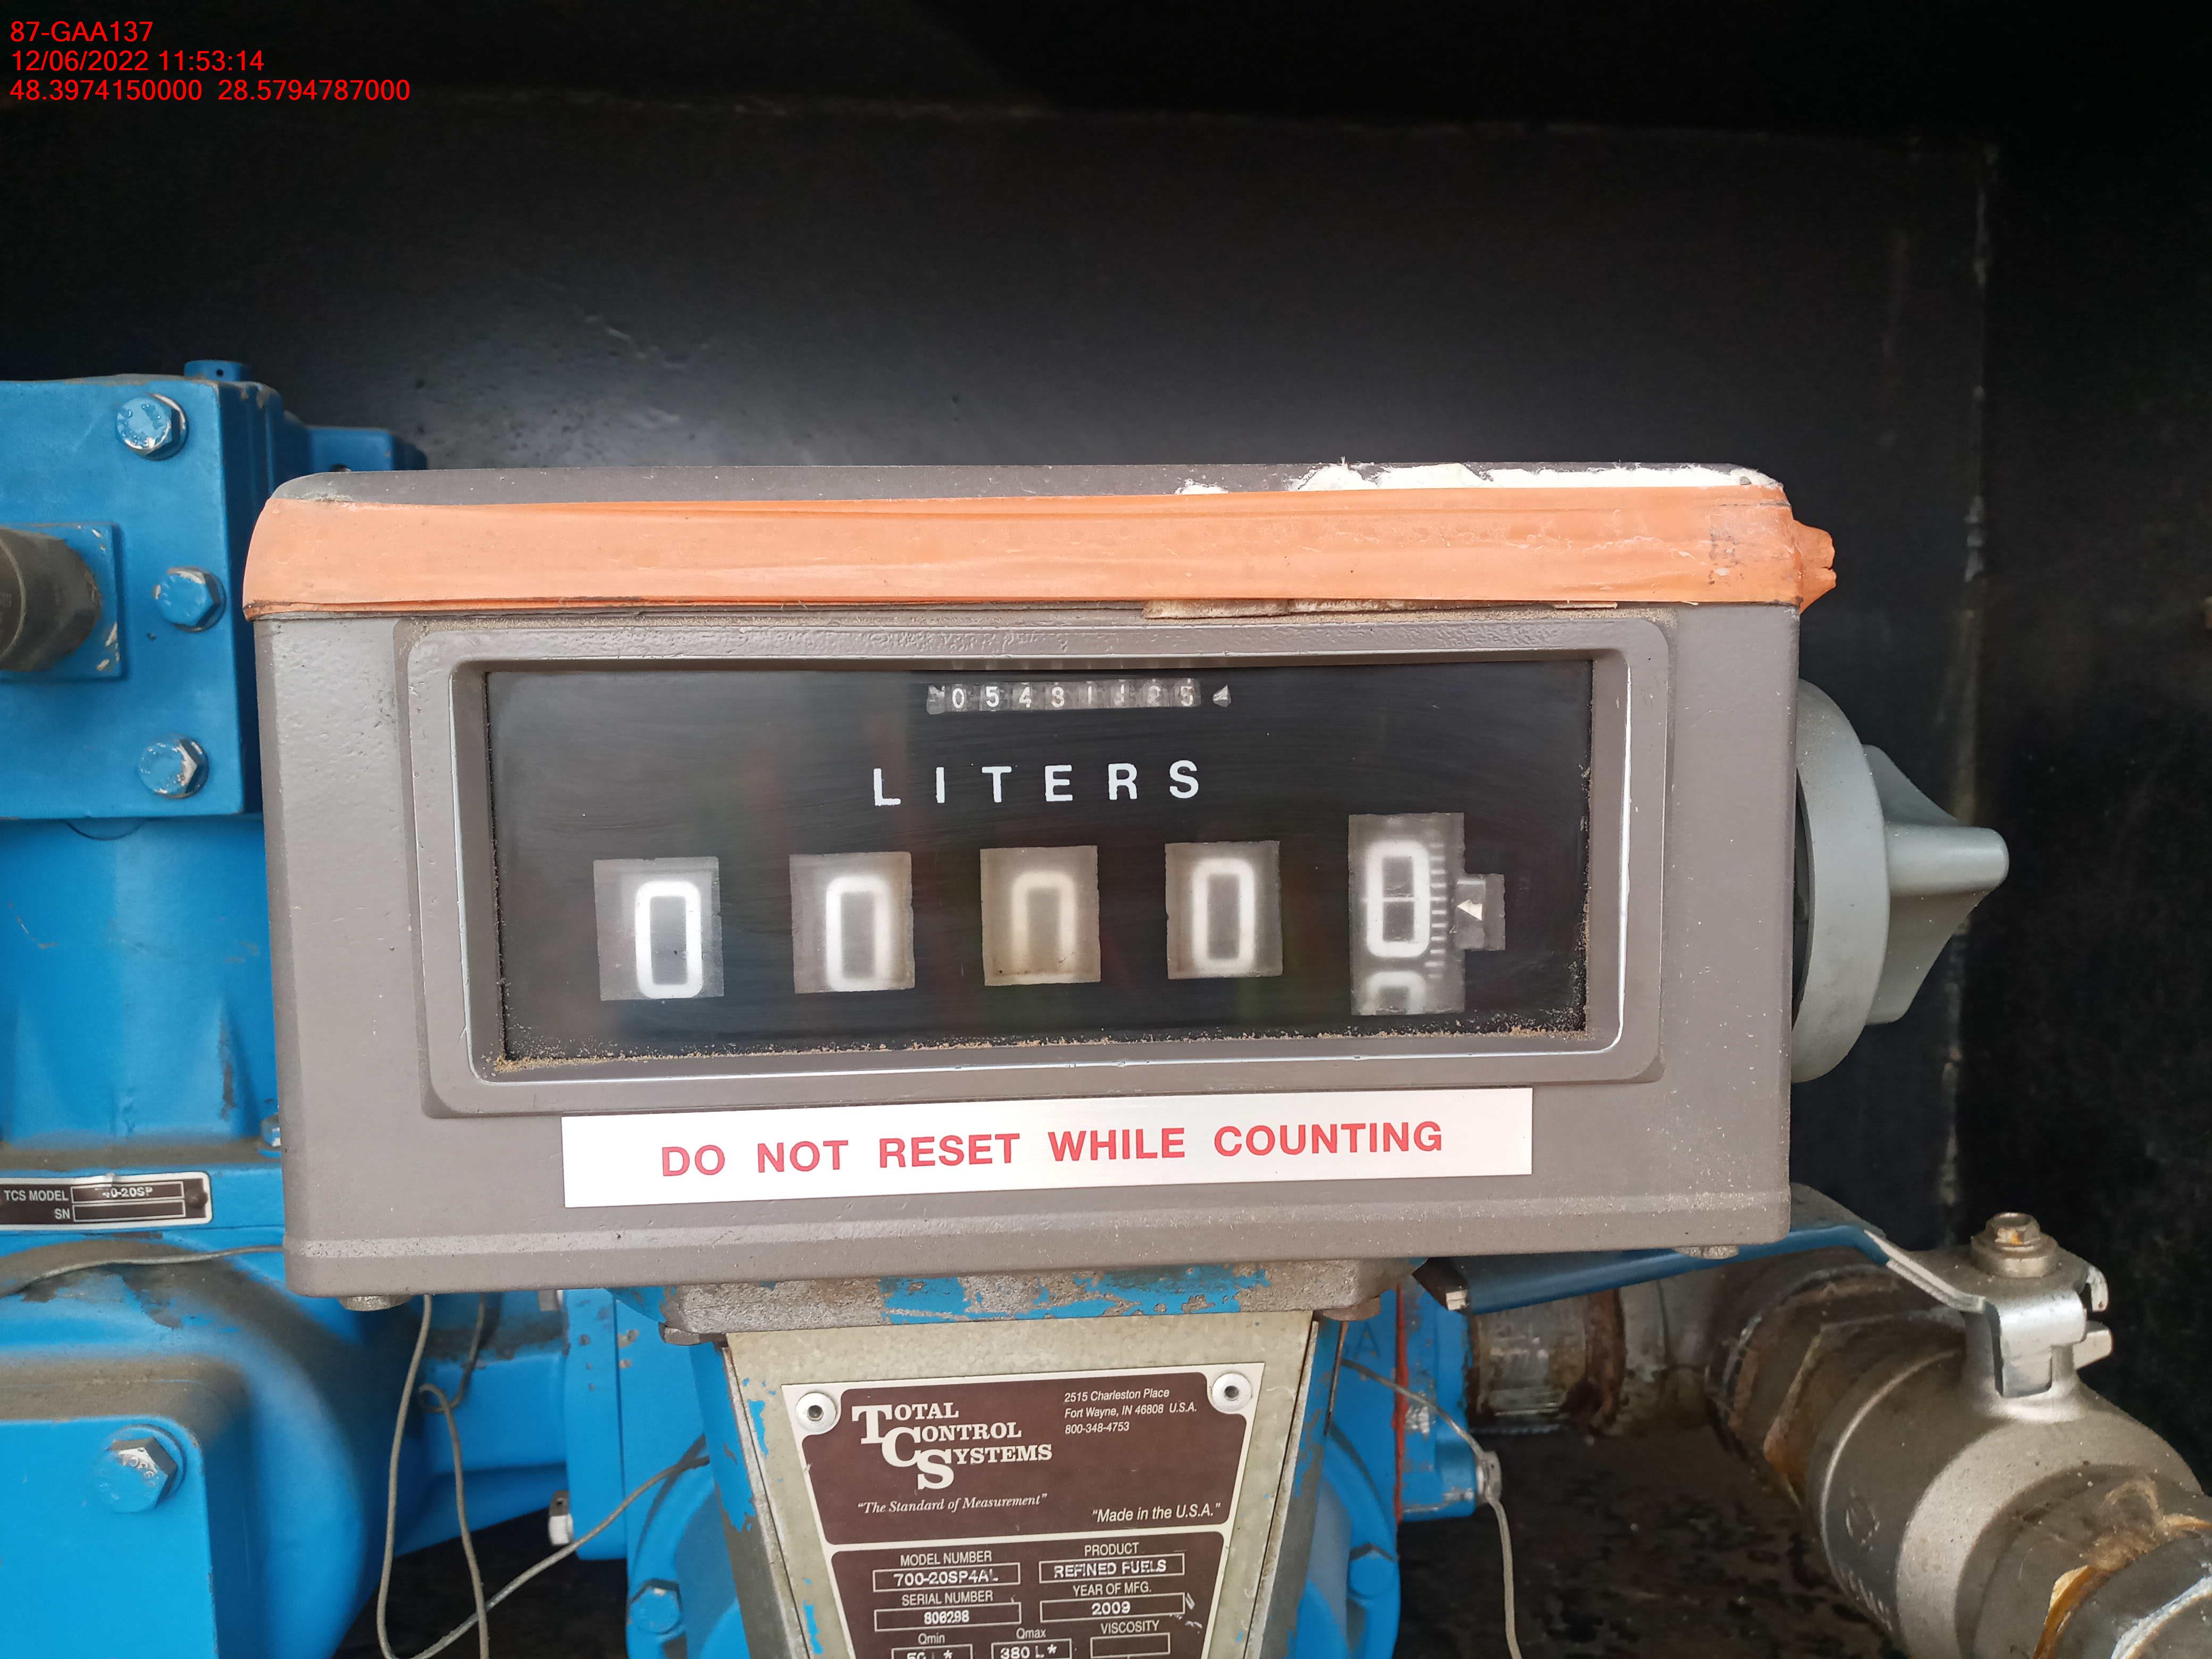 87-GAA137
12/06/2022 11:53:14
48.3974150000 28.5794787000
LITERS
0 0 0 0 0
DO NOT RESET WHILE COUNTING
TCS MODEL 40-20SP
SN
TOTAL CONTROL SYSTEMS
2515 Charleston Place
Fort Wayne, IN 46808 U.S.A.
800-348-4753
"The Standard of Measurement"
"Made in the U.S.A."
MODEL NUMBER
700-20SP4AL
PRODUCT
REFINED FUELS
SERIAL NUMBER
806298
YEAR OF MFG.
2009
Qmin
Qmax
380 L*
VISCOSITY